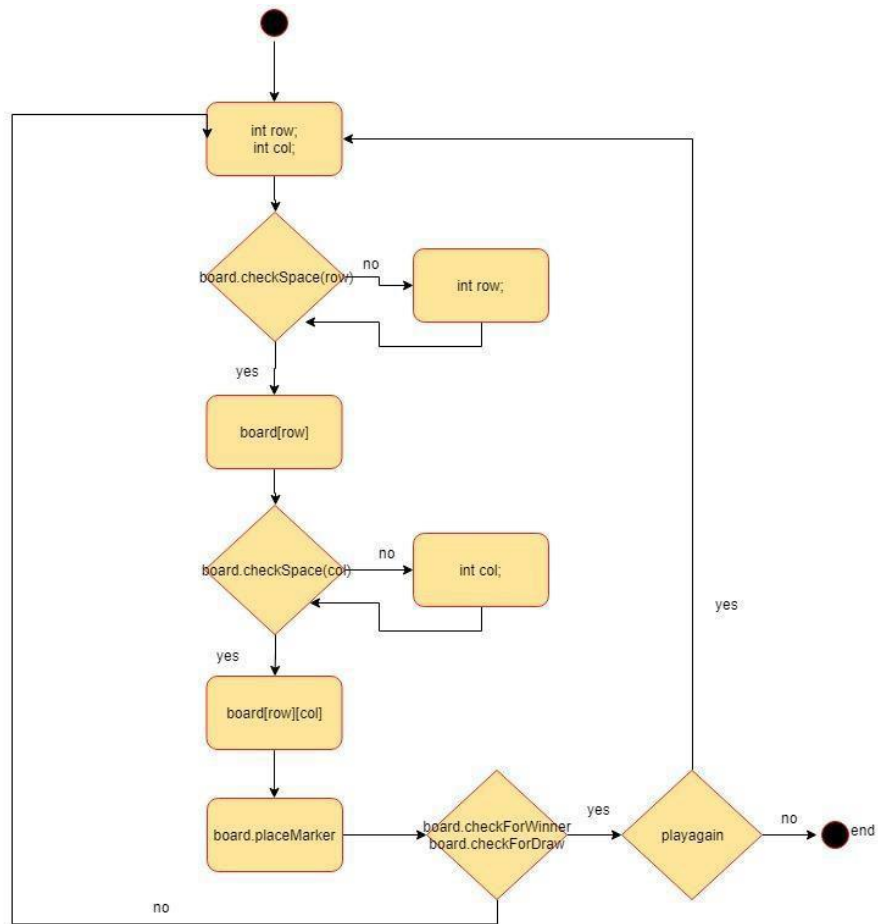 int row;
int col;
board.checkSpace(row)
no
int row;
yes
board[row]
board.checkSpace(col)
no
int col;
yes
yes
board[row][col]
board.placeMarker
board.checkForWinner
board.checkForDraw
yes
playagain
no
end
no